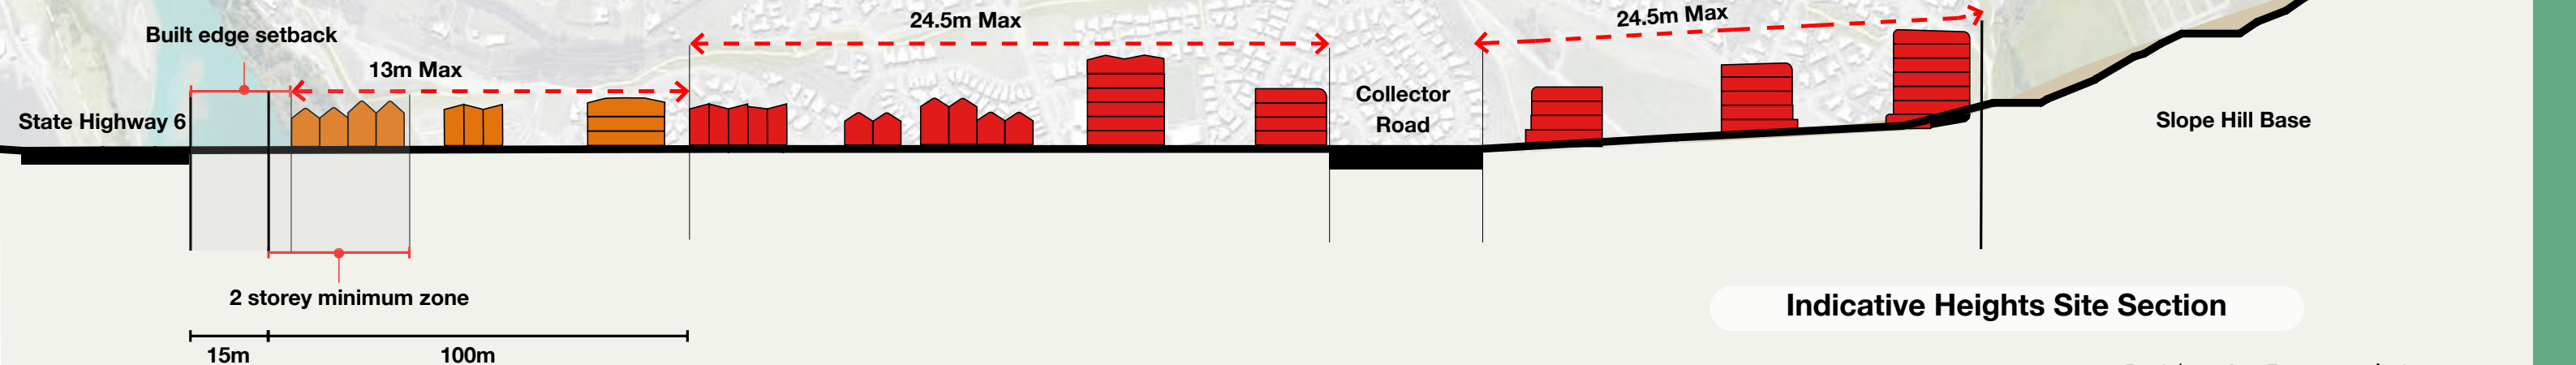 24.5m Max
24.5m Max
Built edge setback
13m Max
State Highway 6
Collector
Road
Slope Hill Base
2 storey minimum zone
Indicative Heights Site Section
15m
100m